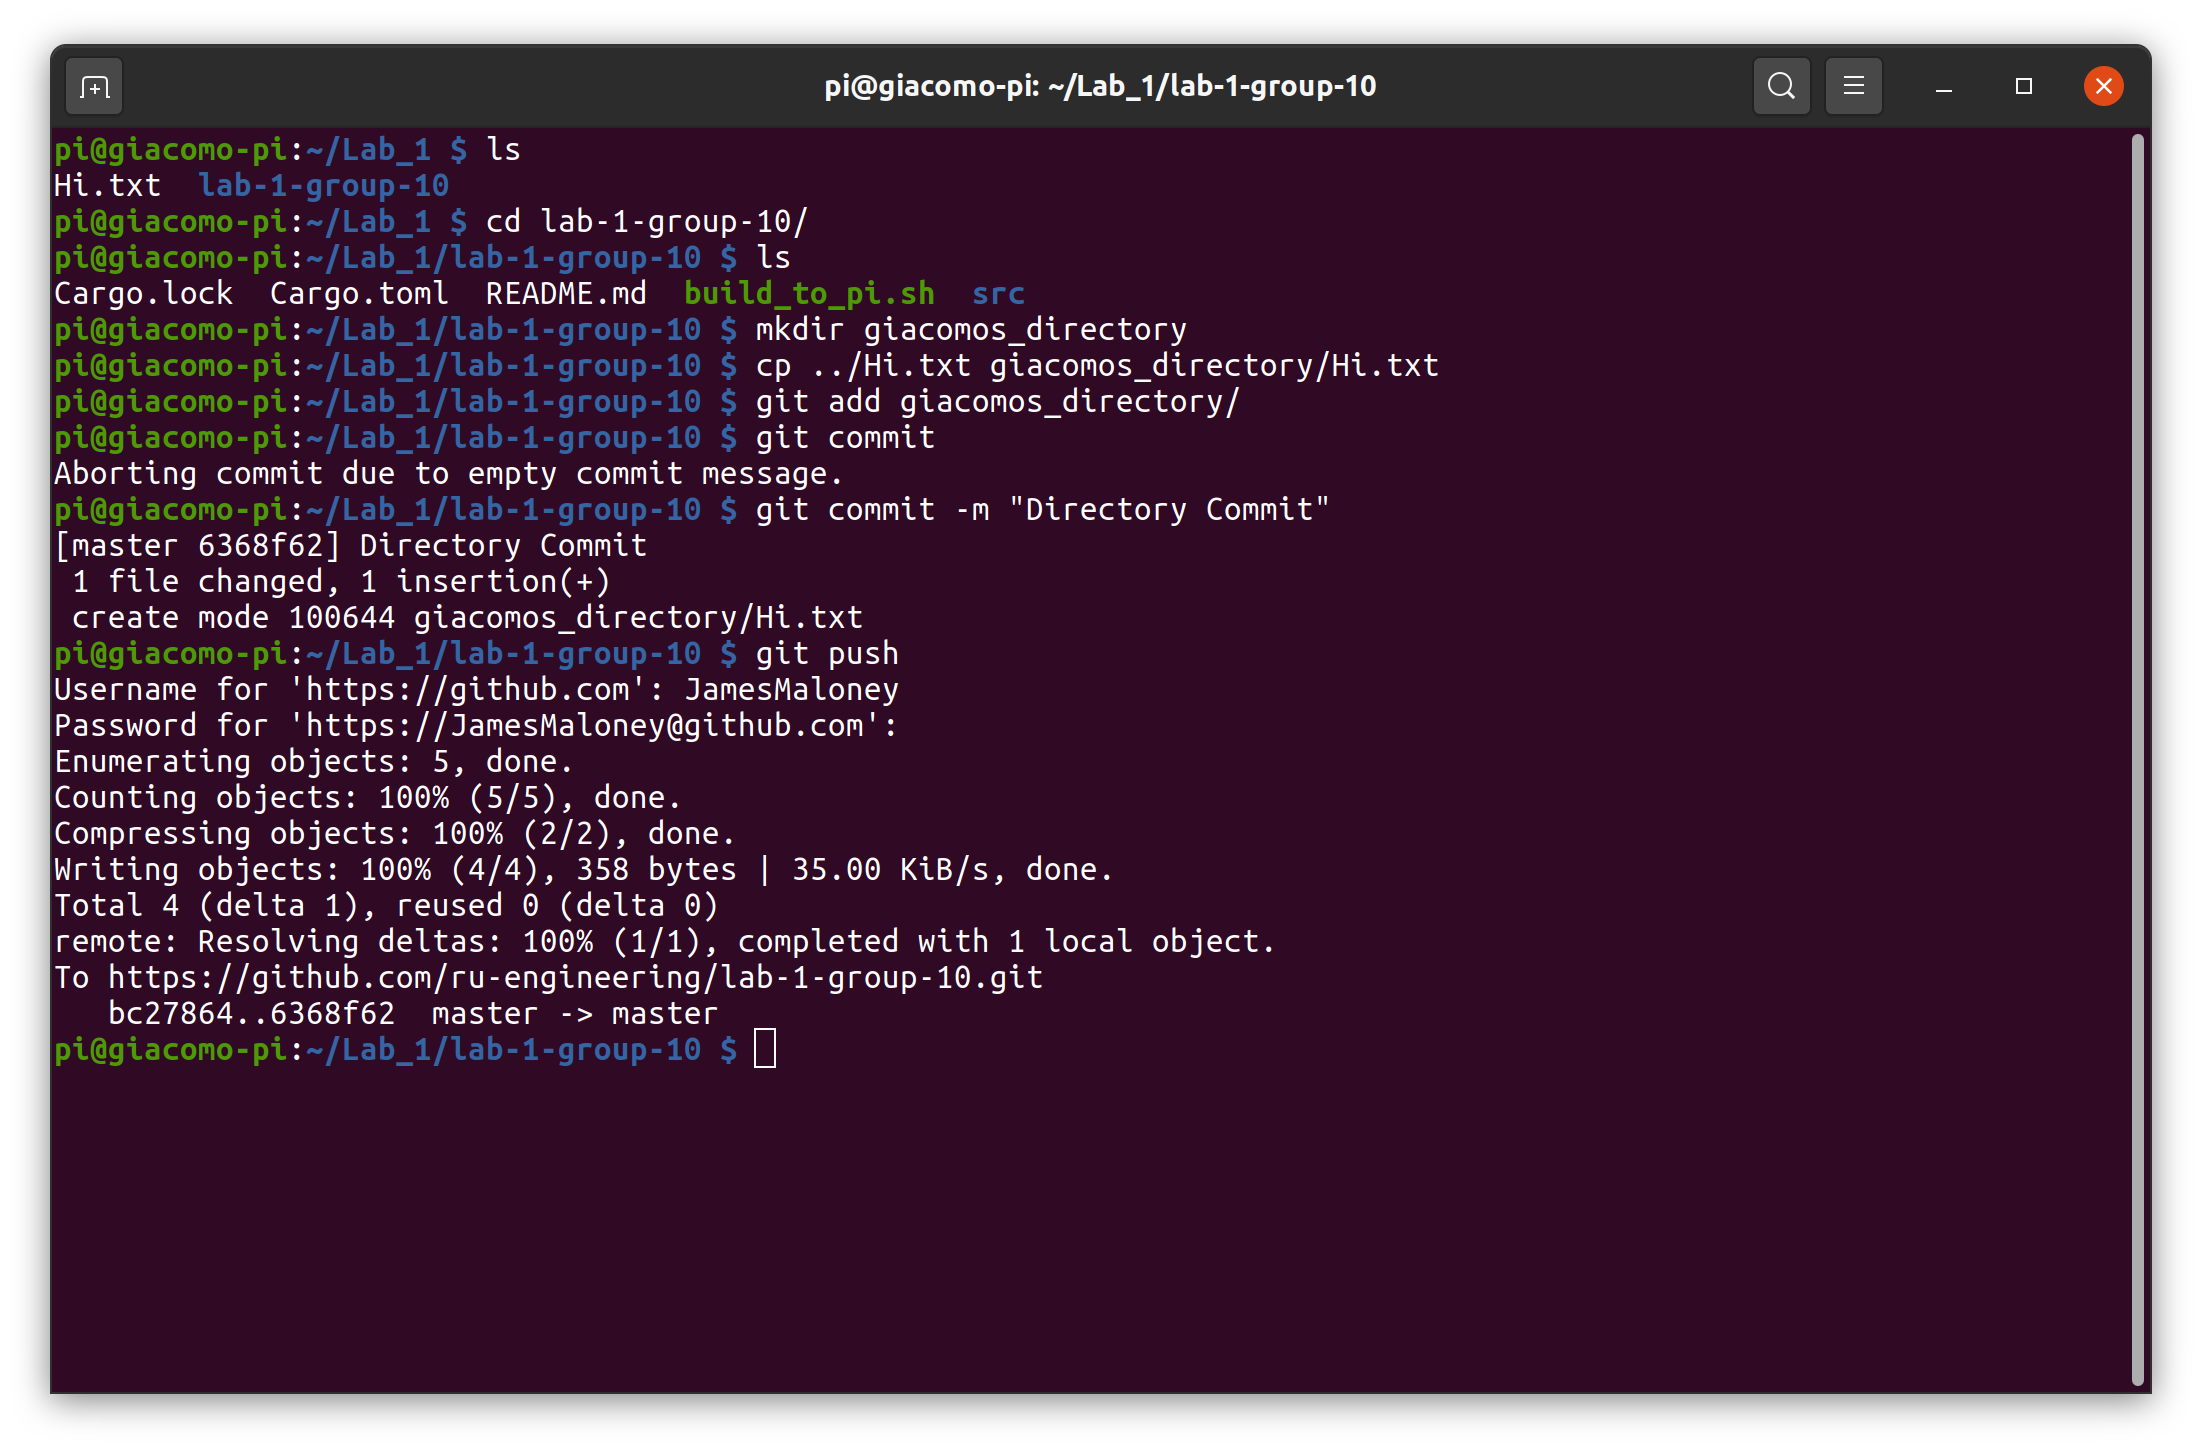 pi@giacomo-pi: ~/Lab_1/lab-1-group-10
pi@giacomo-pi:~/Lab_1 $ ls
Hi.txt  lab-1-group-10
pi@giacomo-pi:~/Lab_1 $ cd lab-1-group-10/
pi@giacomo-pi:~/Lab_1/lab-1-group-10 $ ls
Cargo.lock  Cargo.toml  README.md  build_to_pi.sh  src
pi@giacomo-pi:~/Lab_1/lab-1-group-10 $ mkdir giacomos_directory
pi@giacomo-pi:~/Lab_1/lab-1-group-10 $ cp ../Hi.txt giacomos_directory/Hi.txt
pi@giacomo-pi:~/Lab_1/lab-1-group-10 $ git add giacomos_directory/
pi@giacomo-pi:~/Lab_1/lab-1-group-10 $ git commit
Aborting commit due to empty commit message.
pi@giacomo-pi:~/Lab_1/lab-1-group-10 $ git commit -m "Directory Commit"
[master 6368f62] Directory Commit
 1 file changed, 1 insertion(+)
 create mode 100644 giacomos_directory/Hi.txt
pi@giacomo-pi:~/Lab_1/lab-1-group-10 $ git push
Username for 'https://github.com': JamesMaloney
Password for 'https://JamesMaloney@github.com':
Enumerating objects: 5, done.
Counting objects: 100% (5/5), done.
Compressing objects: 100% (2/2), done.
Writing objects: 100% (4/4), 358 bytes | 35.00 KiB/s, done.
Total 4 (delta 1), reused 0 (delta 0)
remote: Resolving deltas: 100% (1/1), completed with 1 local object.
To https://github.com/ru-engineering/lab-1-group-10.git
   bc27864..6368f62  master -> master
pi@giacomo-pi:~/Lab_1/lab-1-group-10 $